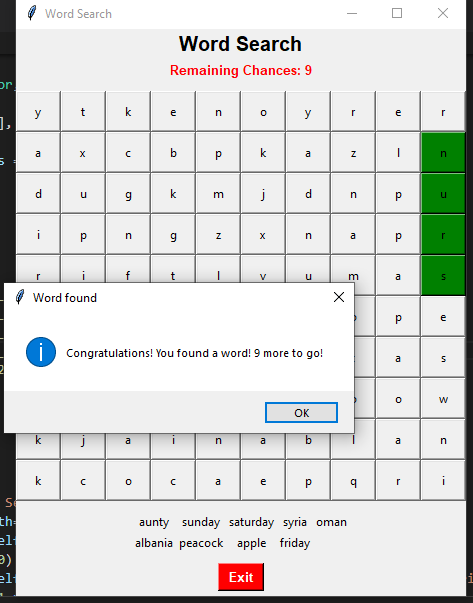 Word Search
Word Search
Remaining Chances: 9
y t k e n o y r e r
a x c b p k a z l n
d u g k m j d n p u
i p n g z x n a p r
r i f t l v u m a s
Word found
p e
a s
Congratulations! You found a word! 9 more to go!
o w
OK
k j a i n a b l a n
k c o c a e p q r i
aunty sunday saturday syria oman
albania peacock apple friday
Exit